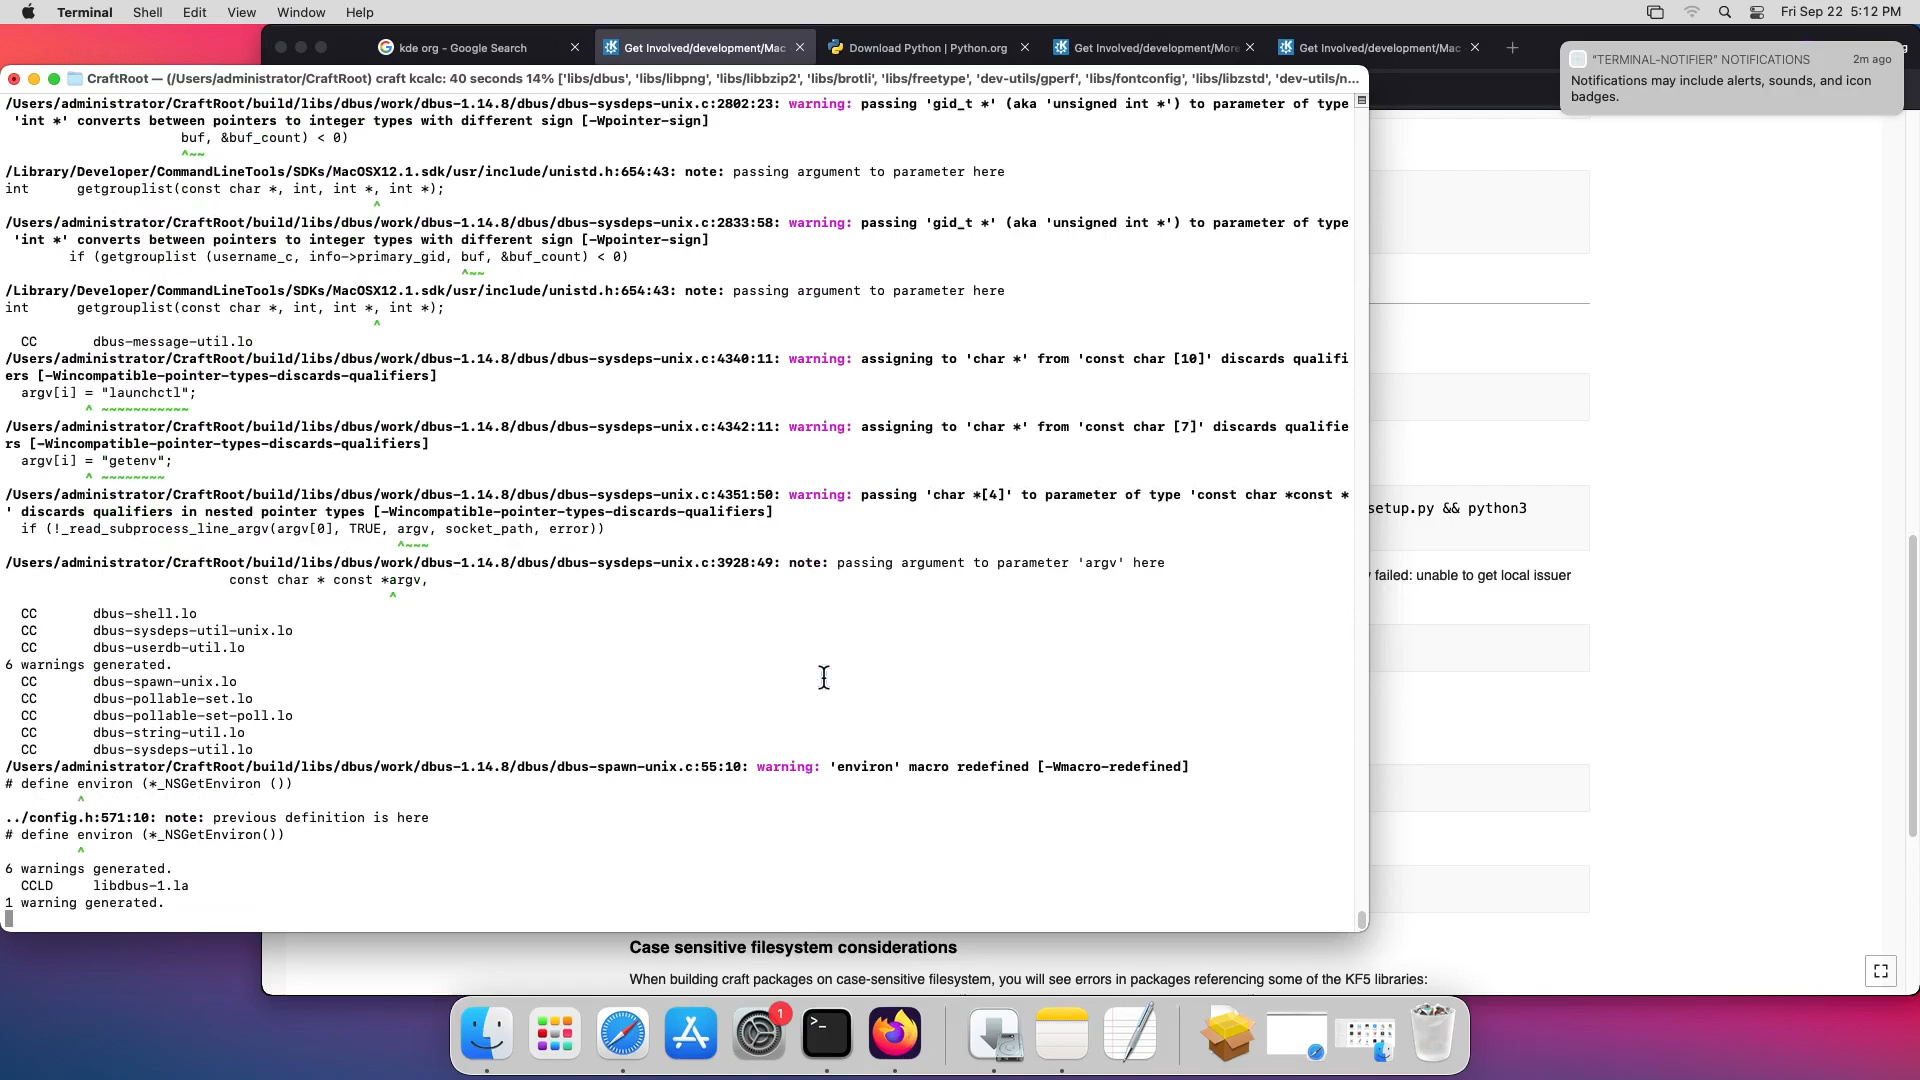 Terminal Shell Edit View Window Help Fri Sep 22 5:12 PM
kde org - Google Search Get Involved/development/Mac Download Python | Python.org Get Involved/development/More Get Involved/development/Mac
"TERMINAL-NOTIFIER" NOTIFICATIONS 2m ago
Notifications may include alerts, sounds, and icon
badges.
CraftRoot — (/Users/administrator/CraftRoot) craft kcalc: 40 seconds 14% ['libs/dbus', 'libs/libpng', 'libs/libbzip2', 'libs/brotli', 'libs/freetype', 'dev-utils/gperf', 'libs/fontconfig', 'libs/libzstd', 'dev-utils/n...
/Users/administrator/CraftRoot/build/libs/dbus/work/dbus-1.14.8/dbus/dbus-sysdeps-unix.c:2802:23: warning: passing 'gid_t *' (aka 'unsigned int *') to parameter of type
'int *' converts between pointers to integer types with different sign [-Wpointer-sign]
buf, &buf_count) < 0)
^~~
/Library/Developer/CommandLineTools/SDKs/MacOSX12.1.sdk/usr/include/unistd.h:654:43: note: passing argument to parameter here
int      getgrouplist(const char *, int, int *, int *);
^
/Users/administrator/CraftRoot/build/libs/dbus/work/dbus-1.14.8/dbus/dbus-sysdeps-unix.c:2833:58: warning: passing 'gid_t *' (aka 'unsigned int *') to parameter of type
'int *' converts between pointers to integer types with different sign [-Wpointer-sign]
if (getgrouplist (username_c, info->primary_gid, buf, &buf_count) < 0)
^~~
/Library/Developer/CommandLineTools/SDKs/MacOSX12.1.sdk/usr/include/unistd.h:654:43: note: passing argument to parameter here
int      getgrouplist(const char *, int, int *, int *);
^
CC       dbus-message-util.lo
/Users/administrator/CraftRoot/build/libs/dbus/work/dbus-1.14.8/dbus/dbus-sysdeps-unix.c:4340:11: warning: assigning to 'char *' from 'const char [10]' discards qualifi
ers [-Wincompatible-pointer-types-discards-qualifiers]
argv[i] = "launchctl";
^ ~~~~~~~~~~~
/Users/administrator/CraftRoot/build/libs/dbus/work/dbus-1.14.8/dbus/dbus-sysdeps-unix.c:4342:11: warning: assigning to 'char *' from 'const char [7]' discards qualifie
rs [-Wincompatible-pointer-types-discards-qualifiers]
argv[i] = "getenv";
^ ~~~~~~~~
/Users/administrator/CraftRoot/build/libs/dbus/work/dbus-1.14.8/dbus/dbus-sysdeps-unix.c:4351:50: warning: passing 'char *[4]' to parameter of type 'const char *const *
' discards qualifiers in nested pointer types [-Wincompatible-pointer-types-discards-qualifiers]
if (!_read_subprocess_line_argv(argv[0], TRUE, argv, socket_path, error))
^~~~
/Users/administrator/CraftRoot/build/libs/dbus/work/dbus-1.14.8/dbus/dbus-sysdeps-unix.c:3928:49: note: passing argument to parameter 'argv' here
const char * const *argv,
^
CC       dbus-shell.lo
CC       dbus-sysdeps-util-unix.lo
CC       dbus-userdb-util.lo
6 warnings generated.
CC       dbus-spawn-unix.lo
CC       dbus-pollable-set.lo
CC       dbus-pollable-set-poll.lo
CC       dbus-string-util.lo
CC       dbus-sysdeps-util.lo
/Users/administrator/CraftRoot/build/libs/dbus/work/dbus-1.14.8/dbus/dbus-spawn-unix.c:55:10: warning: 'environ' macro redefined [-Wmacro-redefined]
# define environ (*_NSGetEnviron ())
^
../config.h:571:10: note: previous definition is here
# define environ (*_NSGetEnviron())
^
6 warnings generated.
CCLD     libdbus-1.la
1 warning generated.
setup.py && python3
failed: unable to get local issuer
Case sensitive filesystem considerations
When building craft packages on case-sensitive filesystem, you will see errors in packages referencing some of the KF5 libraries:
1
>_